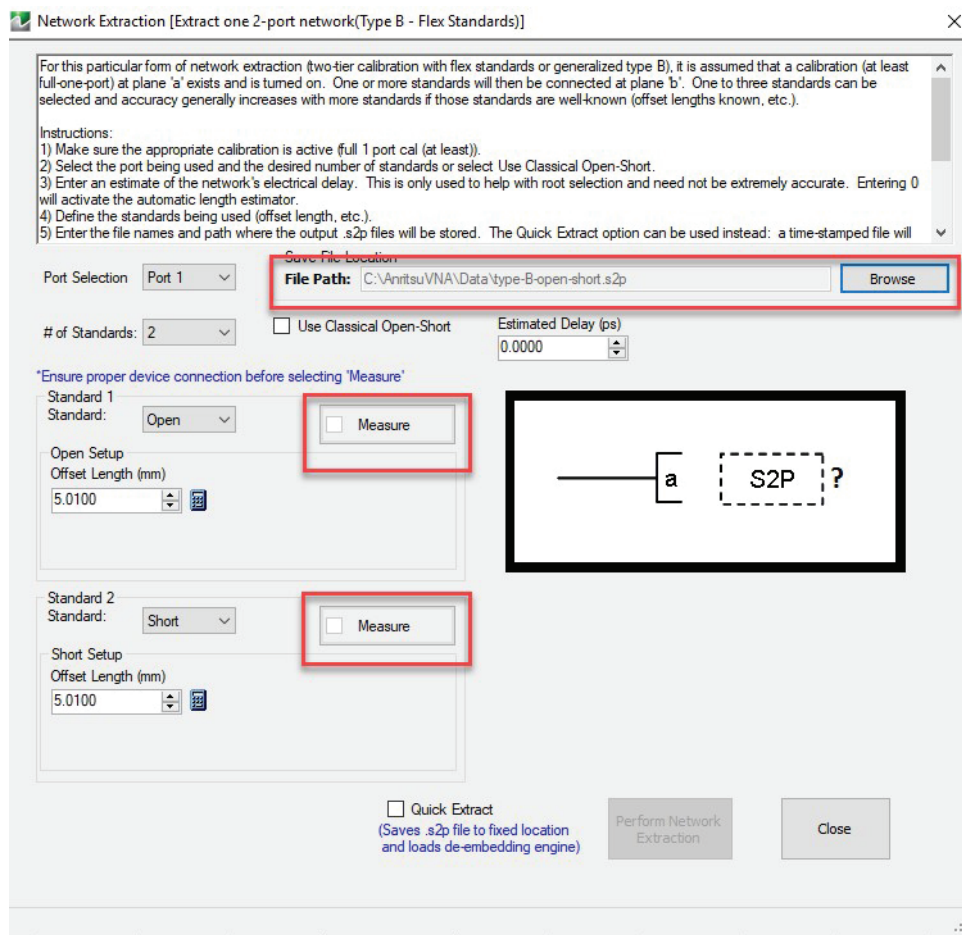 Network Extraction [Extract one 2-port network(Type B - Flex Standards)]
For this particular form of network extraction (two-tier calibration with flex standards or generalized type B), it is assumed that a calibration (at least
full-one-port) at plane 'a' exists and is turned on. One or more standards will then be connected at plane 'b'. One to three standards can be
selected and accuracy generally increases with more standards if those standards are well-known (offset lengths known, etc.).
Instructions:
1) Make sure the appropriate calibration is active (full 1 port cal (at least)).
2) Select the port being used and the desired number of standards or select Use Classical Open-Short.
3) Enter an estimate of the network's electrical delay. This is only used to help with root selection and need not be extremely accurate. Entering 0
will activate the automatic length estimator.
4) Define the standards being used (offset length, etc.).
5) Enter the file names and path where the output .s2p files will be stored. The Quick Extract option can be used instead: a time-stamped file will
Save File Location
Port Selection Port 1 File Path: C:\AnritsuVNA\Data\type-B-open-short.s2p Browse
# of Standards: 2 Use Classical Open-Short Estimated Delay (ps)
0.0000
*Ensure proper device connection before selecting 'Measure'
Standard 1
Standard: Open Measure
Open Setup
Offset Length (mm)
5.0100
a S2P ?
Standard 2
Standard: Short Measure
Short Setup
Offset Length (mm)
5.0100
Quick Extract
(Saves .s2p file to fixed location
and loads de-embedding engine)
Perform Network
Extraction
Close